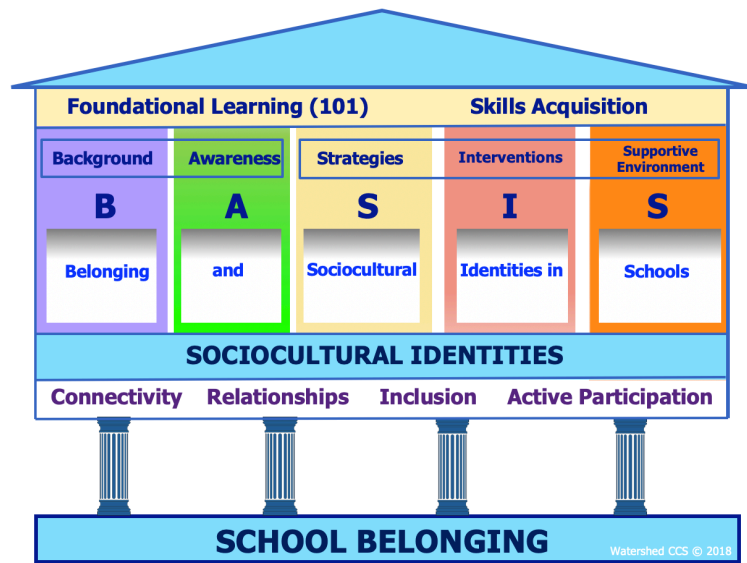 Foundational Learning (101) Skills Acquisition
Background Awareness Strategies Interventions Supportive Environment
B A S I S
Belonging and Sociocultural Identities in Schools
SOCIOCULTURAL IDENTITIES
Connectivity Relationships Inclusion Active Participation
SCHOOL BELONGING
Watershed CCS © 2018